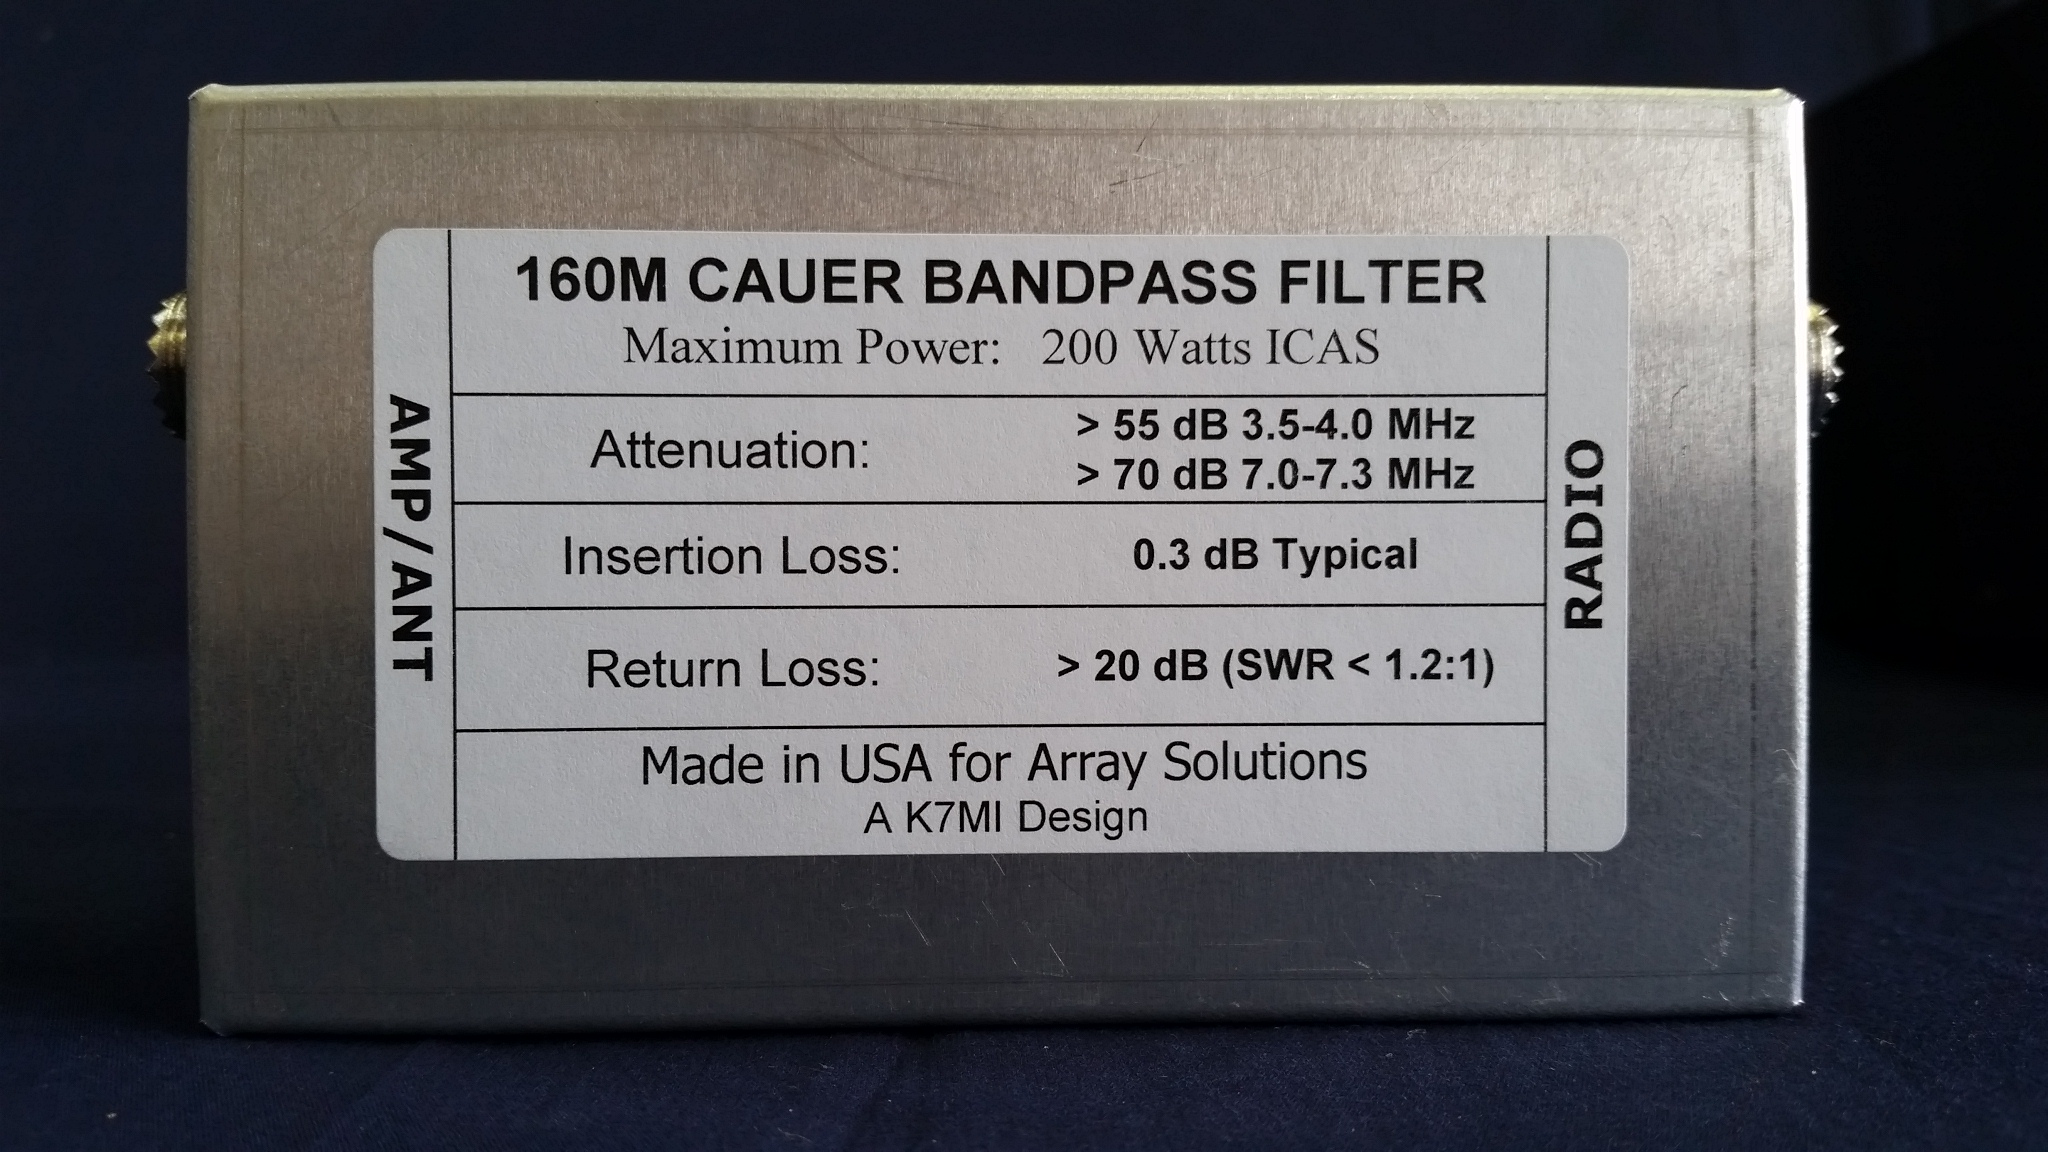 160M CAUER BANDPASS FILTER
Maximum Power: 200 Watts ICAS
AMP/ANT
Attenuation:
> 55 dB 3.5-4.0 MHz
> 70 dB 7.0-7.3 MHz
Insertion Loss: 0.3 dB Typical
Return Loss: > 20 dB (SWR < 1.2:1)
RADIO
Made in USA for Array Solutions
A K7MI Design